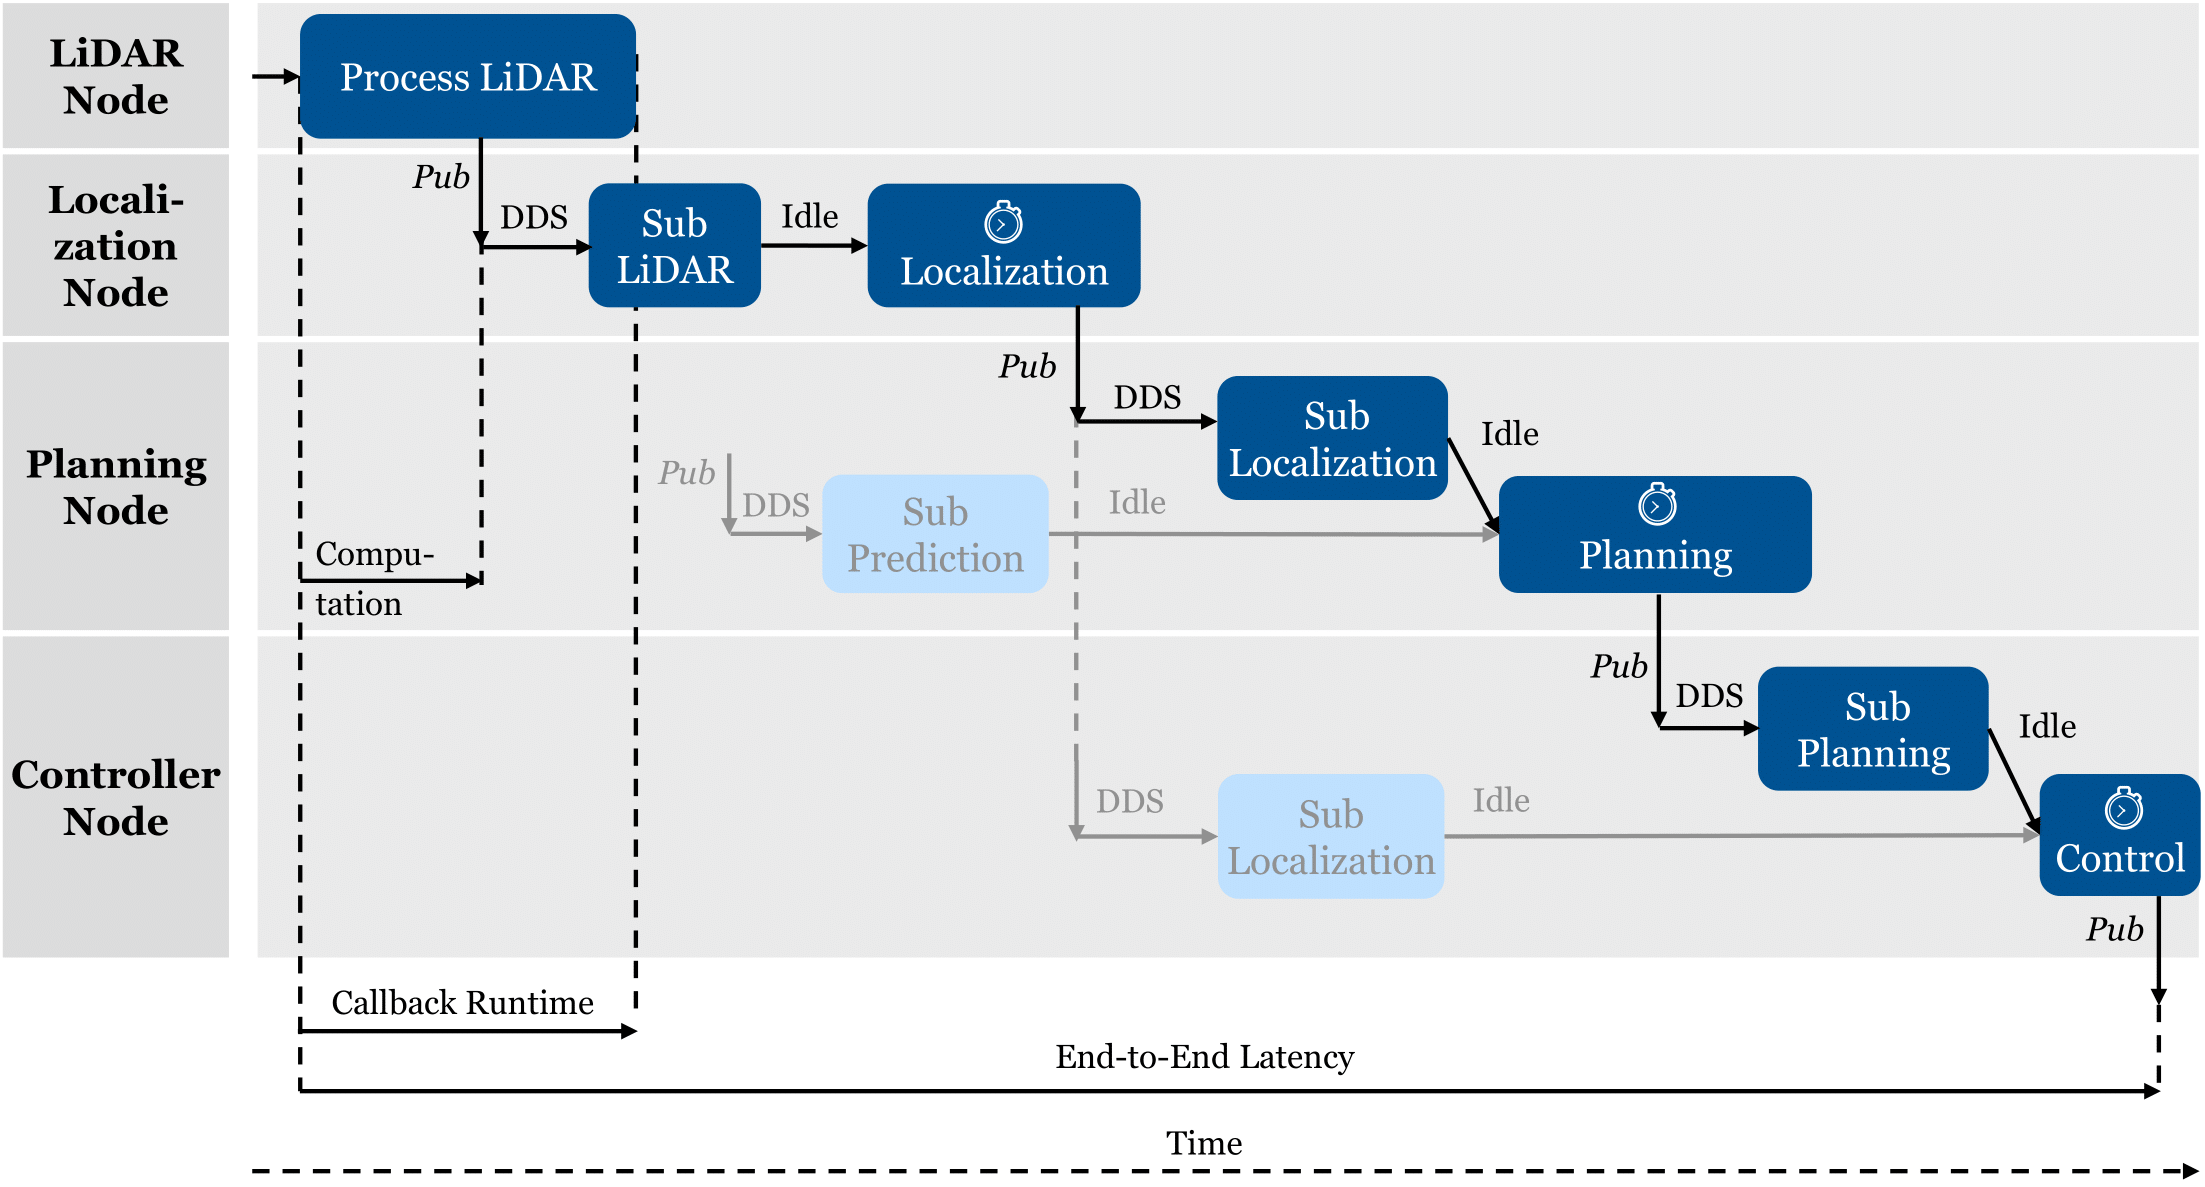 LiDAR
Node
Process LiDAR
Pub
Locali-
zation
Node
DDS
Sub
LiDAR
Idle
Localization
Planning
Node
Pub
DDS
Sub
Localization
Idle
Pub
DDS
Sub
Prediction
Idle
Planning
Compu-
tation
Controller
Node
Pub
DDS
Sub
Planning
Idle
DDS
Sub
Localization
Idle
Control
Pub
Callback Runtime
End-to-End Latency
Time